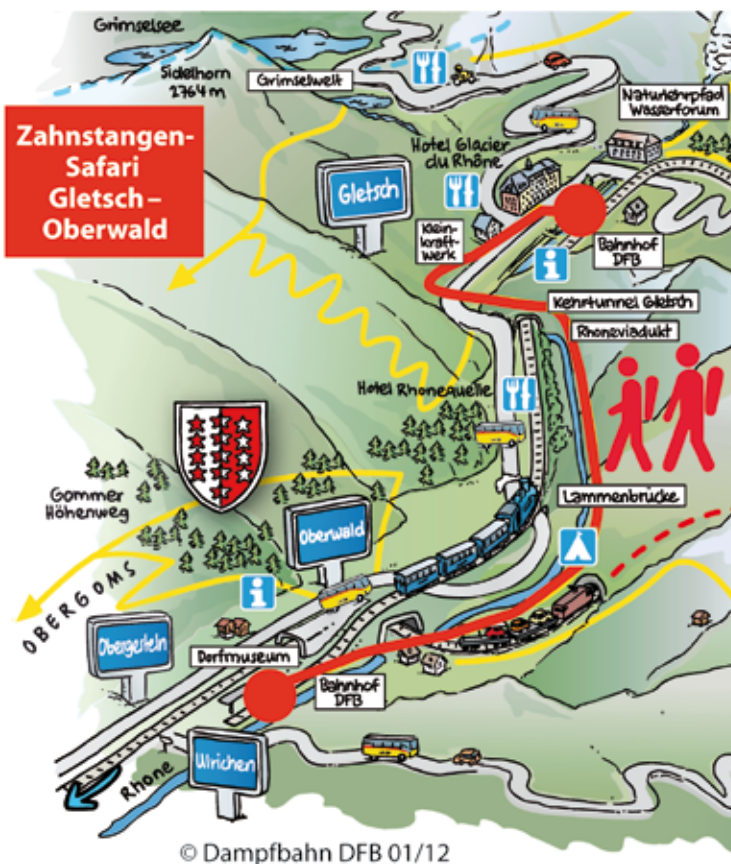 Grimselsee
Sidelhorn
2764 m
Grimselwelt
Naturlehrpfad
Wasserforum
Zahnstangen-
Safari
Gletsch –
Oberwald
Hotel Glacier
du Rhône
Gletsch
Klein-
kraft-
werk
Bahnhof
DFB
Kehrtunnel Gletsch
Rhoneviadukt
Hotel Rhonequelle
Gommer
Höhenweg
Lammenbrücke
Oberwald
OBERGOMS
Obergesteln
Dorfmuseum
Bahnhof
DFB
Ulrichen
Rhone
© Dampfbahn DFB 01/12